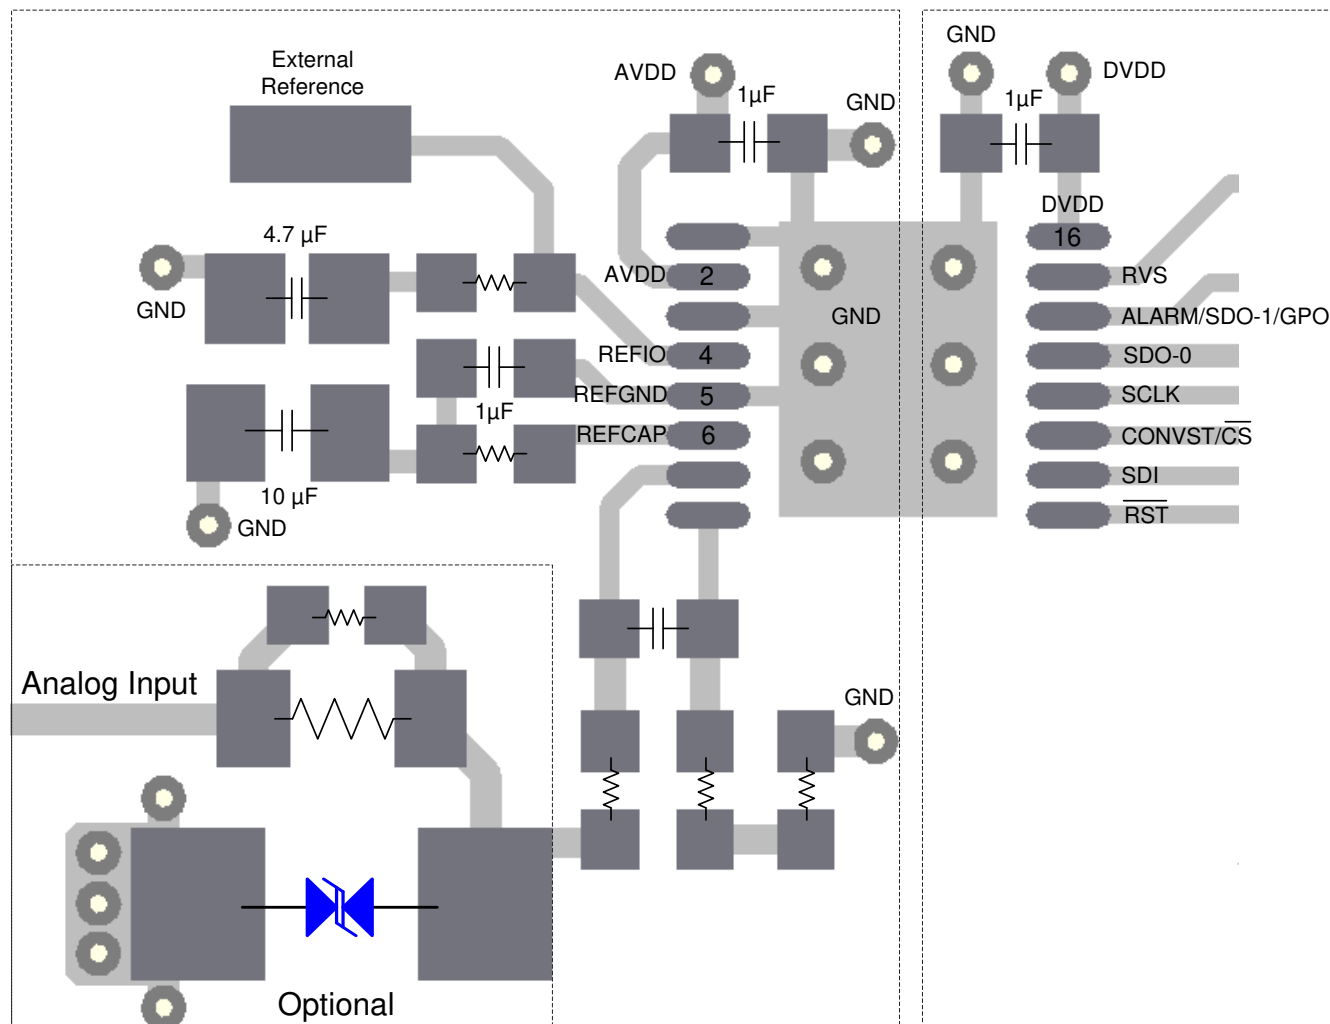 External
Reference
AVDD
1µF
GND
GND
1µF
DVDD
4.7 µF
GND
DVDD
16
AVDD
2
RVS
GND
ALARM/SDO-1/GPO
REFIO
4
SDO-0
REFGND
5
SCLK
1µF
REFCAP
6
CONVST/C̅S̅
SDI
10 µF
GND
R̅S̅T̅
Analog Input
GND
Optional